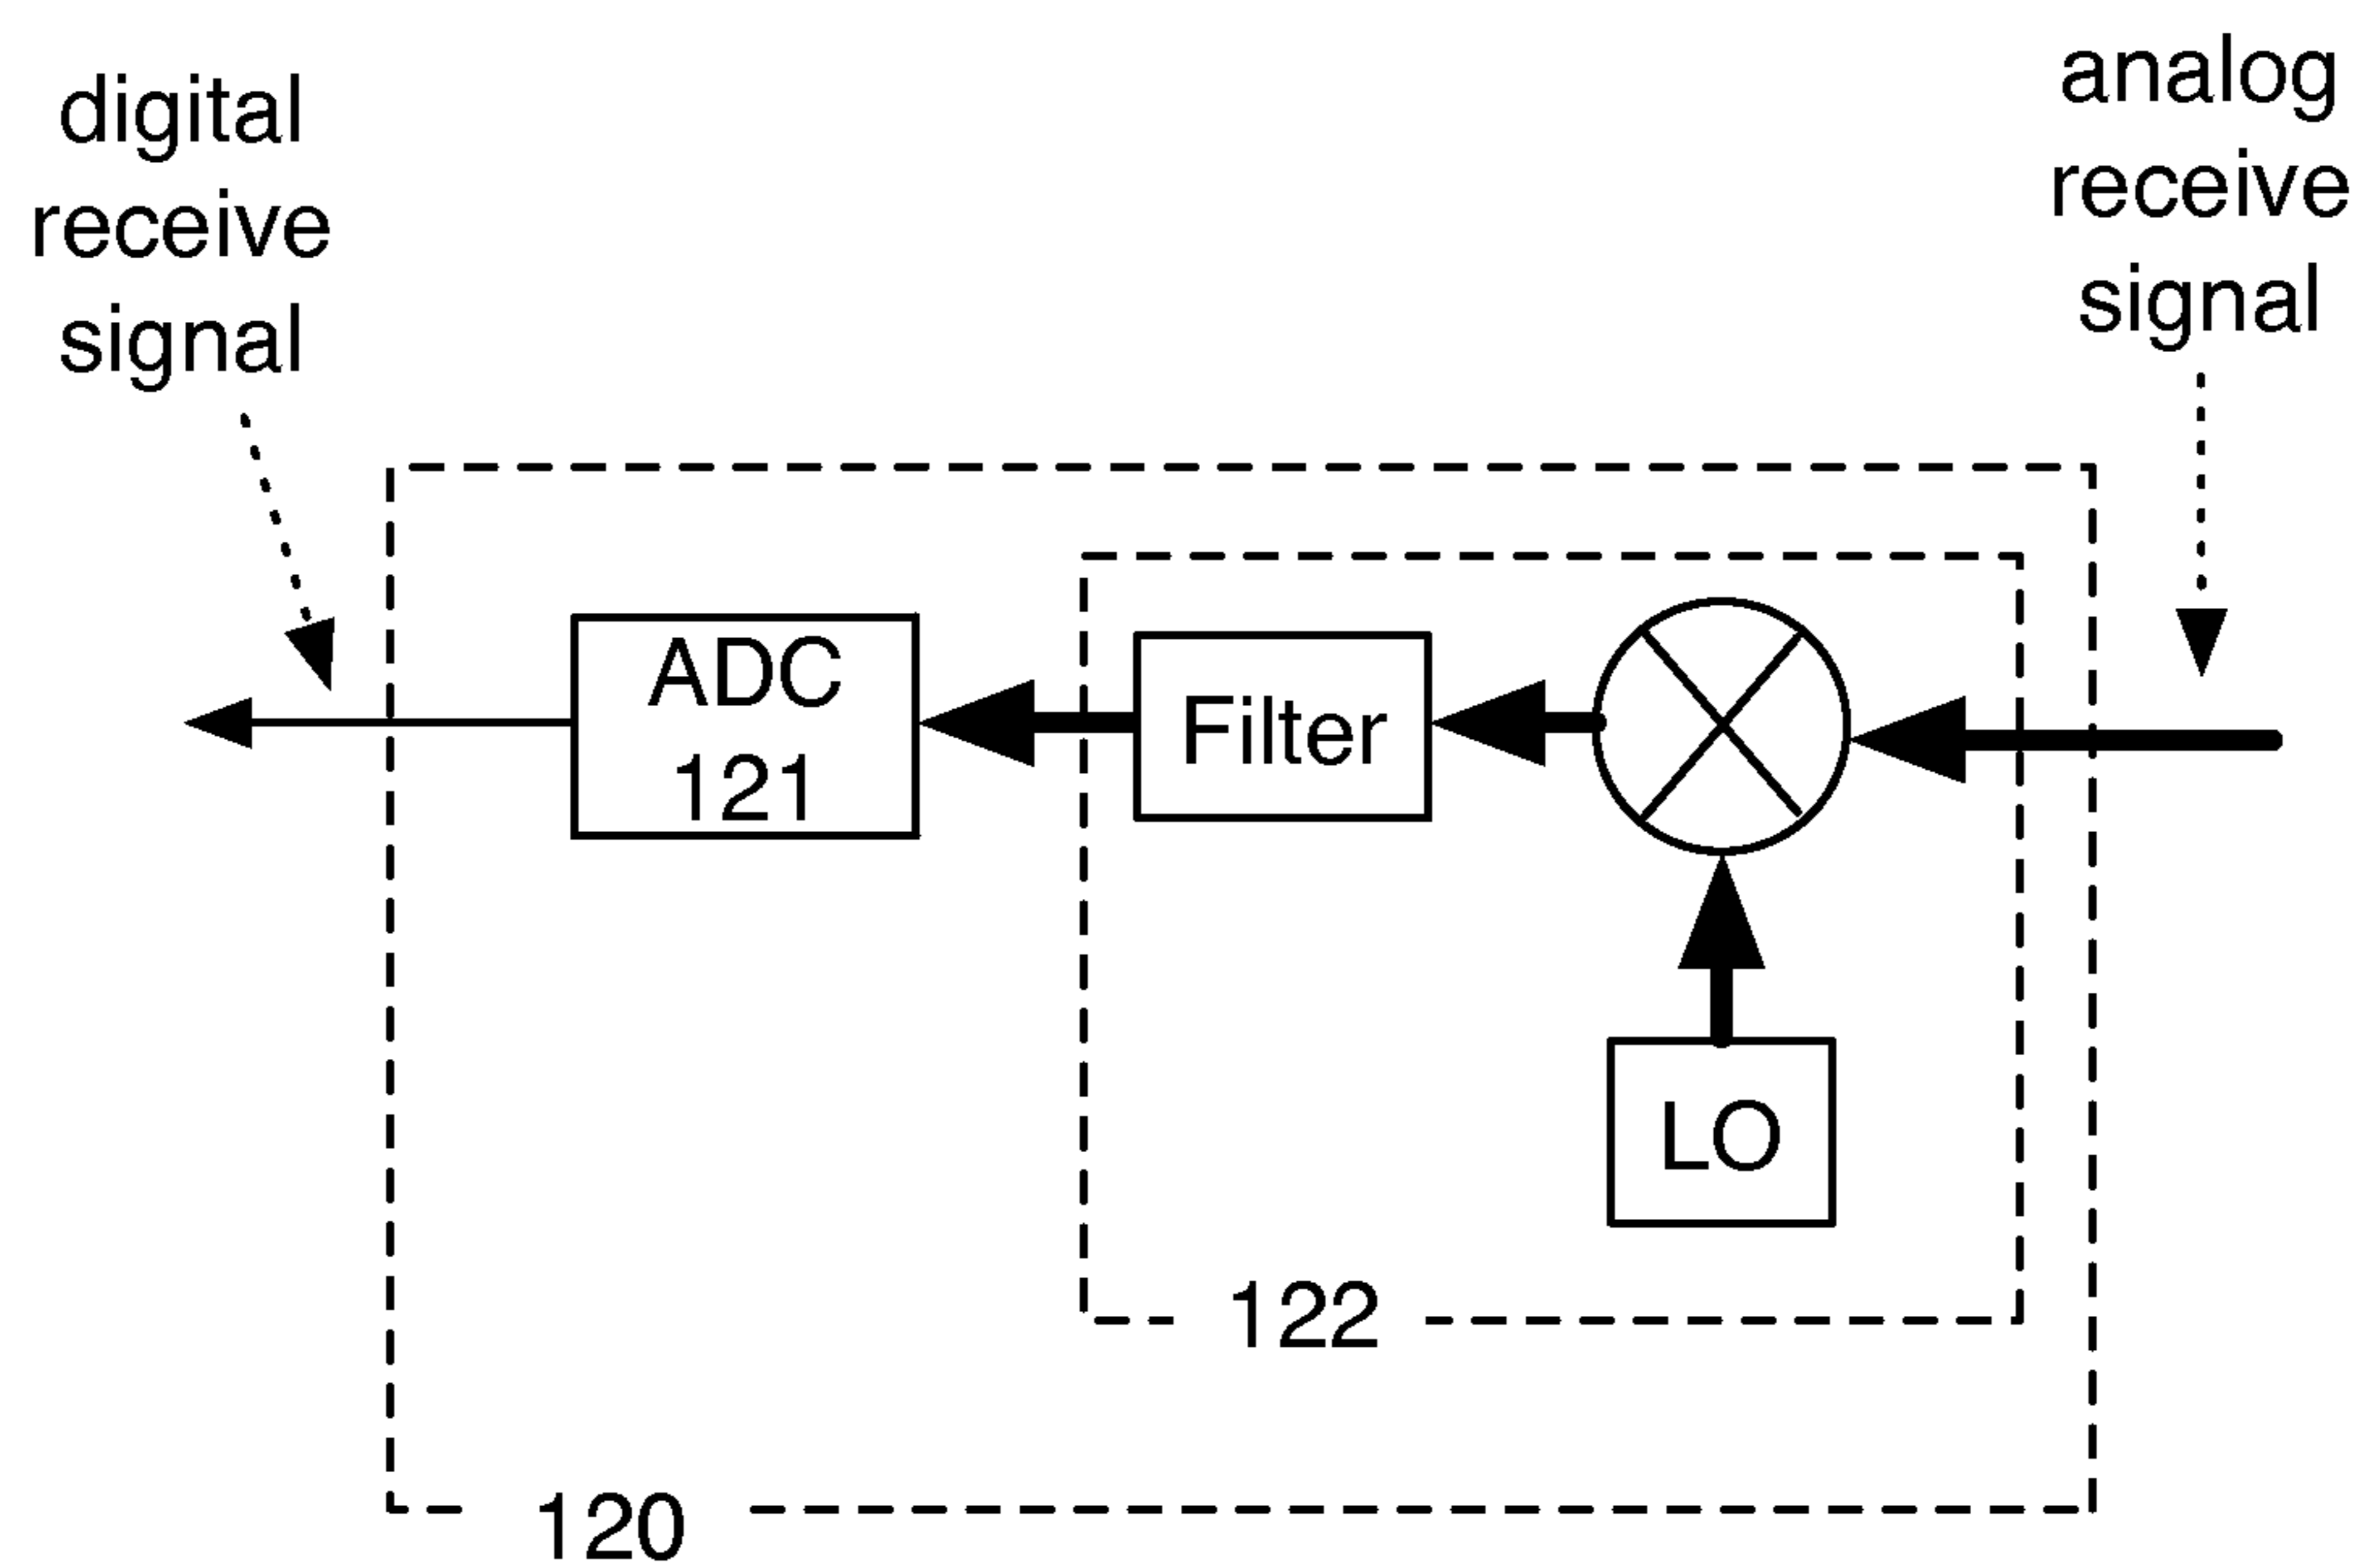 digital
receive
signal
analog
receive
signal
ADC
121
Filter
LO
122
120